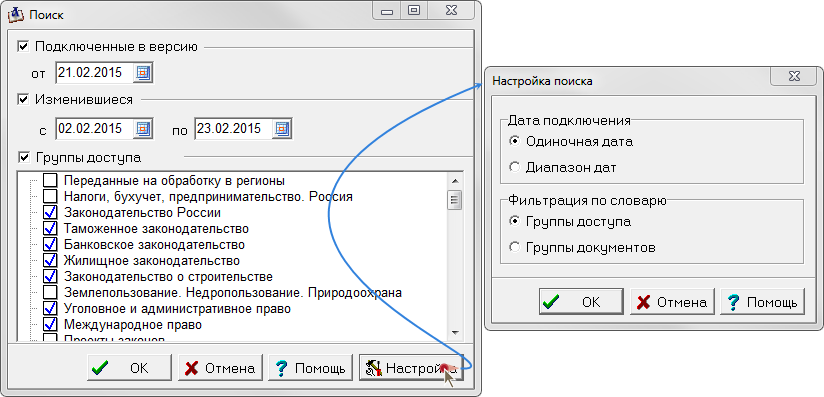 Поиск
Подключенные в версию
от 21.02.2015
Изменившиеся
с 02.02.2015 по 23.02.2015
Группы доступа
Переданные на обработку в регионы
Налоги, бухучет, предпринимательство. Россия
Законодательство России
Таможенное законодательство
Банковское законодательство
Жилищное законодательство
Законодательство о строительстве
Землепользование. Недропользование. Природоохрана
Уголовное и административное право
Международное право
Проекты законов
OK Отмена Помощь Настройка
Настройка поиска
Дата подключения
Одиночная дата
Диапазон дат
Фильтрация по словарю
Группы доступа
Группы документов
OK Отмена Помощь